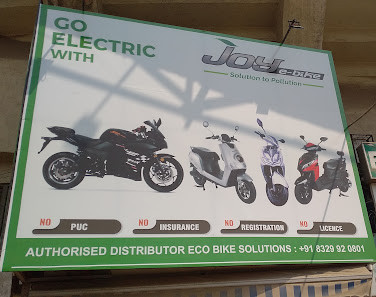 GO
ELECTRIC
WITH
Joy e-bike
Solution to Pollution
NO PUC
NO INSURANCE
NO REGISTRATION
NO LICENCE
AUTHORISED DISTRIBUTOR ECO BIKE SOLUTIONS : +91 8329 92 0801